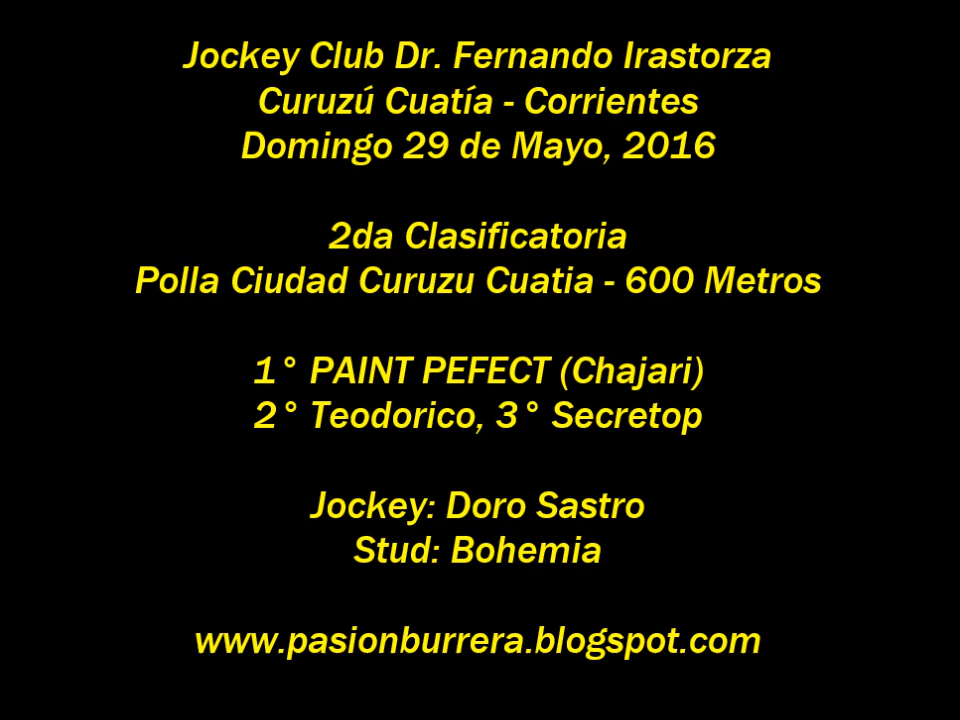 Jockey Club Dr. Fernando Irastorza
Curuzú Cuatía - Corrientes
Domingo 29 de Mayo, 2016
2da Clasificatoria
Polla Ciudad Curuzu Cuatia - 600 Metros
1° PAINT PEFECT (Chajari)
2° Teodorico, 3° Secretop
Jockey: Doro Sastro
Stud: Bohemia
www.pasionburrera.blogspot.com